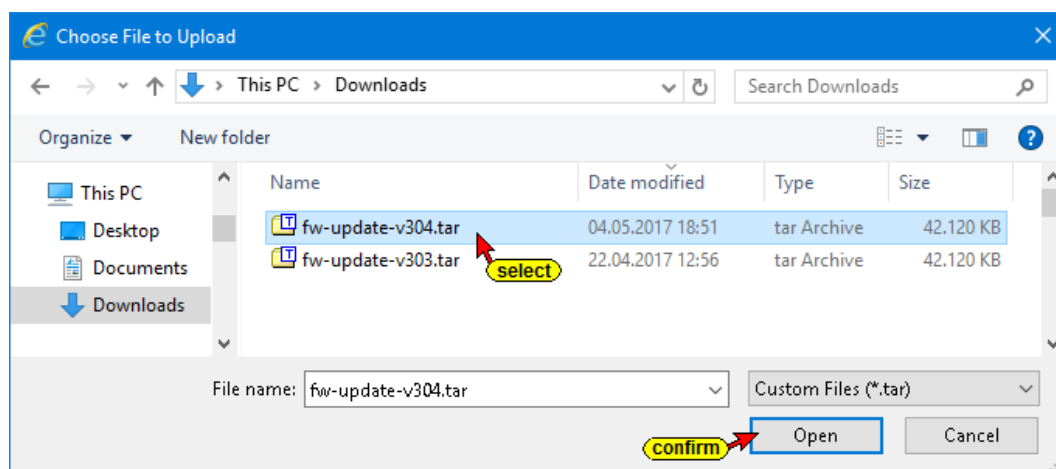 Choose File to Upload
This PC > Downloads
Search Downloads
Organize
New folder
Name Date modified Type Size
This PC
Desktop
Documents
Downloads
fw-update-v304.tar 04.05.2017 18:51 tar Archive 42.120 KB
fw-update-v303.tar 22.04.2017 12:56 tar Archive 42.120 KB
select
File name: fw-update-v304.tar Custom Files (*.tar)
confirm
Open Cancel